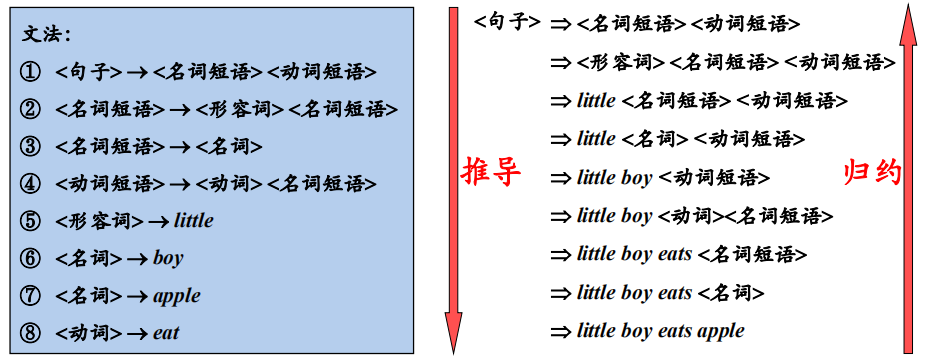 文法：
① <句子>→<名词短语><动词短语>
② <名词短语>→<形容词><名词短语>
③ <名词短语>→<名词>
④ <动词短语>→<动词><名词短语>
⑤ <形容词>→little
⑥ <名词>→boy
⑦ <名词>→apple
⑧ <动词>→eat
推导
<句子> ⇒ <名词短语><动词短语>
⇒ <形容词><名词短语><动词短语>
⇒ little <名词短语> <动词短语>
⇒ little <名词> <动词短语>
⇒ little boy <动词短语>
⇒ little boy <动词><名词短语>
⇒ little boy eats <名词短语>
⇒ little boy eats <名词>
⇒ little boy eats apple
归约